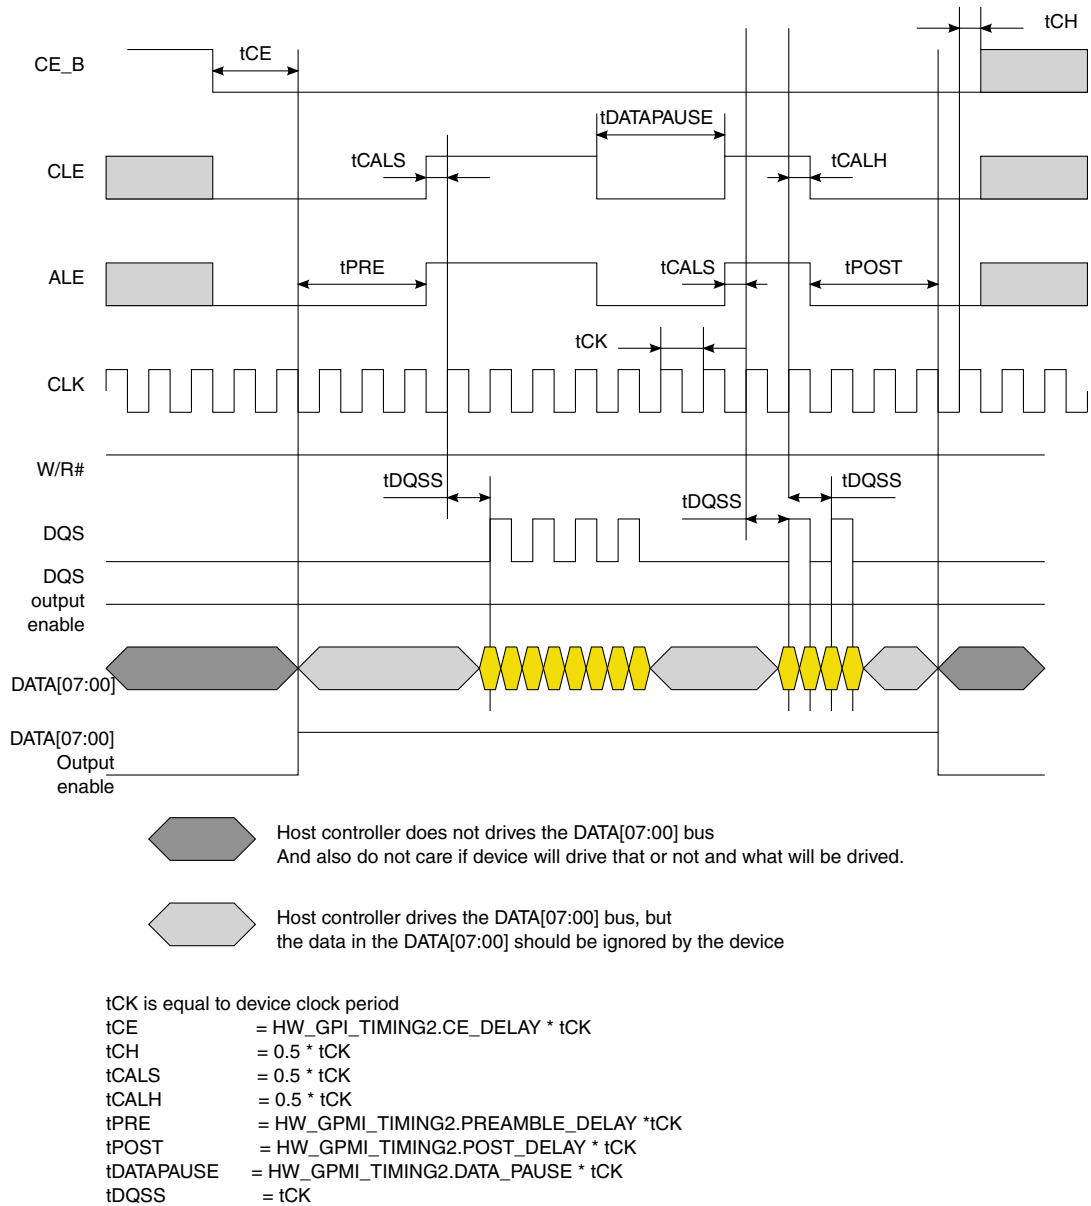 tCH
CE_B
tCE
tDATAPAUSE
CLE
tCALS
tCALH
ALE
tPRE
tCALS
tPOST
tCK
CLK
W/R#
tDQSS
tDQSS
tDQSS
DQS
DQS
output
enable
DATA[07:00]
DATA[07:00]
Output
enable
Host controller does not drives the DATA[07:00] bus
And also do not care if device will drive that or not and what will be drived.
Host controller drives the DATA[07:00] bus, but
the data in the DATA[07:00] should be ignored by the device
tCK is equal to device clock period
tCE = HW_GPI_TIMING2.CE_DELAY * tCK
tCH = 0.5 * tCK
tCALS = 0.5 * tCK
tCALH = 0.5 * tCK
tPRE = HW_GPMI_TIMING2.PREAMBLE_DELAY *tCK
tPOST = HW_GPMI_TIMING2.POST_DELAY * tCK
tDATAPAUSE = HW_GPMI_TIMING2.DATA_PAUSE * tCK
tDQSS = tCK